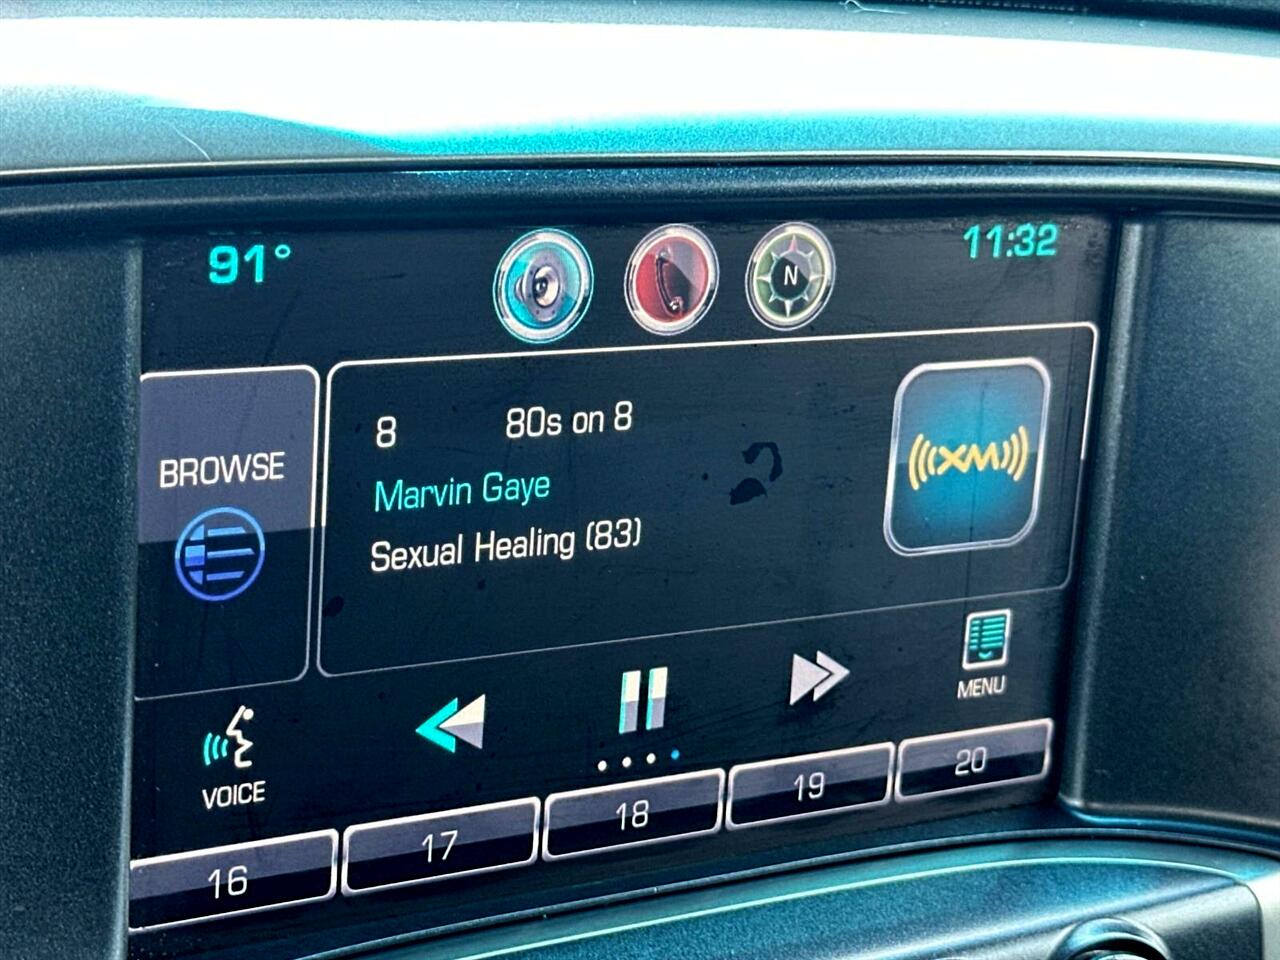 91°
N
11:32
BROWSE
8 80s on 8
Marvin Gaye
Sexual Healing (83)
((XM))
MENU
VOICE
16
17
18
19
20